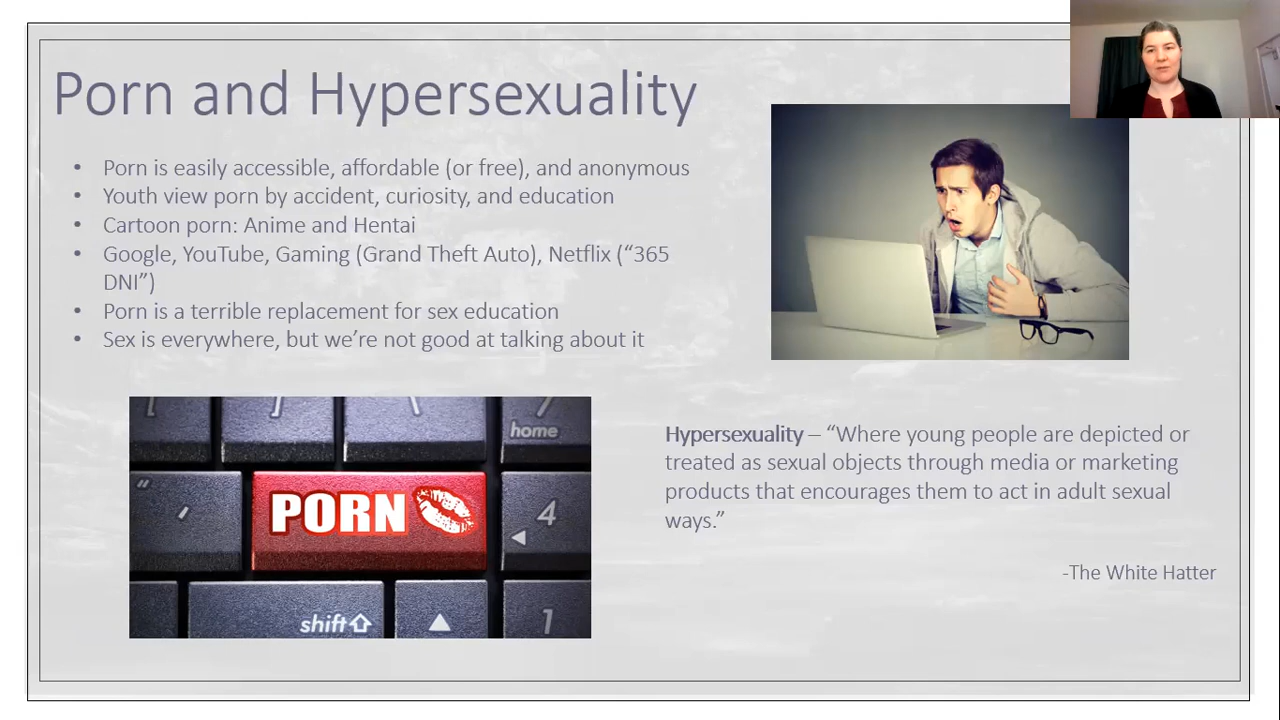 Porn and Hypersexuality
• Porn is easily accessible, affordable (or free), and anonymous
• Youth view porn by accident, curiosity, and education
• Cartoon porn: Anime and Hentai
• Google, YouTube, Gaming (Grand Theft Auto), Netflix (“365
DNI”)
• Porn is a terrible replacement for sex education
• Sex is everywhere, but we’re not good at talking about it
[ ] \ 7
home
" ' PORN 4
shift 1
Hypersexuality – “Where young people are depicted or
treated as sexual objects through media or marketing
products that encourages them to act in adult sexual
ways.”
-The White Hatter